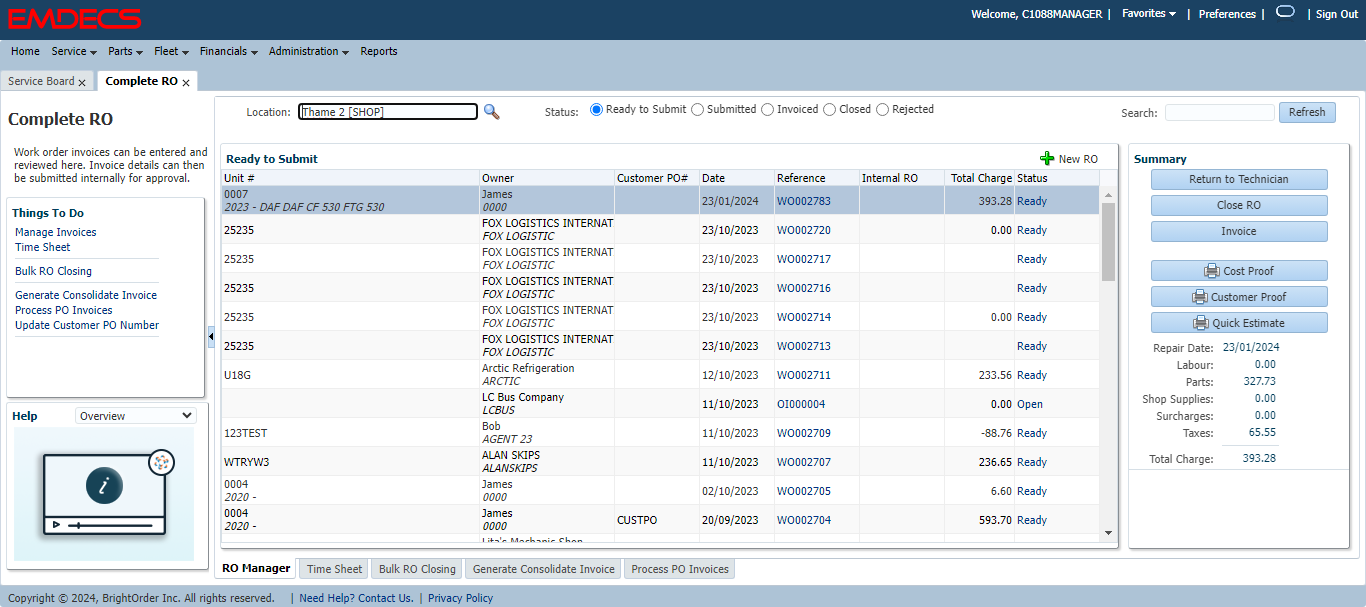 EMDECS
Welcome, C1088MANAGER | Favorites | Preferences | | Sign Out
Home Service Parts Fleet Financials Administration Reports
Service Board x Complete RO x
Complete RO
Work order invoices can be entered and
reviewed here. Invoice details can then
be submitted internally for approval.
Things To Do
Manage Invoices
Time Sheet
Bulk RO Closing
Generate Consolidate Invoice
Process PO Invoices
Update Customer PO Number
Help Overview
i
Location: Thame 2 [SHOP] Status: Ready to Submit Submitted Invoiced Closed Rejected Search: Refresh
Ready to Submit New RO
Unit # Owner Customer PO# Date Reference Internal RO Total Charge Status
0007 James 23/01/2024 WO002783 393.28 Ready
2023 - DAF DAF CF 530 FTG 530 0000
25235 FOX LOGISTICS INTERNAT 23/10/2023 WO002720 0.00 Ready
FOX LOGISTIC
25235 FOX LOGISTICS INTERNAT 23/10/2023 WO002717 Ready
FOX LOGISTIC
25235 FOX LOGISTICS INTERNAT 23/10/2023 WO002716 Ready
FOX LOGISTIC
25235 FOX LOGISTICS INTERNAT 23/10/2023 WO002714 0.00 Ready
FOX LOGISTIC
25235 FOX LOGISTICS INTERNAT 23/10/2023 WO002713 Ready
FOX LOGISTIC
U18G Arctic Refrigeration 12/10/2023 WO002711 233.56 Ready
ARCTIC
LC Bus Company 11/10/2023 OI000004 0.00 Open
LCBUS
123TEST Bob 11/10/2023 WO002709 -88.76 Ready
AGENT 23
WTRYW3 ALAN SKIPS 11/10/2023 WO002707 236.65 Ready
ALANSKIPS
0004 James 02/10/2023 WO002705 6.60 Ready
2020 - 0000
0004 James CUSTPO 20/09/2023 WO002704 593.70 Ready
2020 - 0000
Lita's Mechanic Shop
Summary
Return to Technician
Close RO
Invoice
Cost Proof
Customer Proof
Quick Estimate
Repair Date: 23/01/2024
Labour: 0.00
Parts: 327.73
Shop Supplies: 0.00
Surcharges: 0.00
Taxes: 65.55
Total Charge: 393.28
RO Manager Time Sheet Bulk RO Closing Generate Consolidate Invoice Process PO Invoices
Copyright © 2024, BrightOrder Inc. All rights reserved. | Need Help? Contact Us. | Privacy Policy